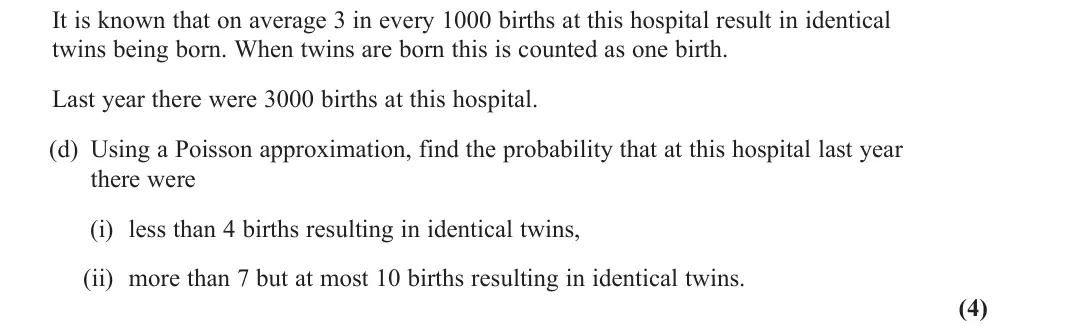 It is known that on average 3 in every 1000 births at this hospital result in identical
twins being born. When twins are born this is counted as one birth.
Last year there were 3000 births at this hospital.
(d) Using a Poisson approximation, find the probability that at this hospital last year
there were
(i) less than 4 births resulting in identical twins,
(ii) more than 7 but at most 10 births resulting in identical twins.
(4)